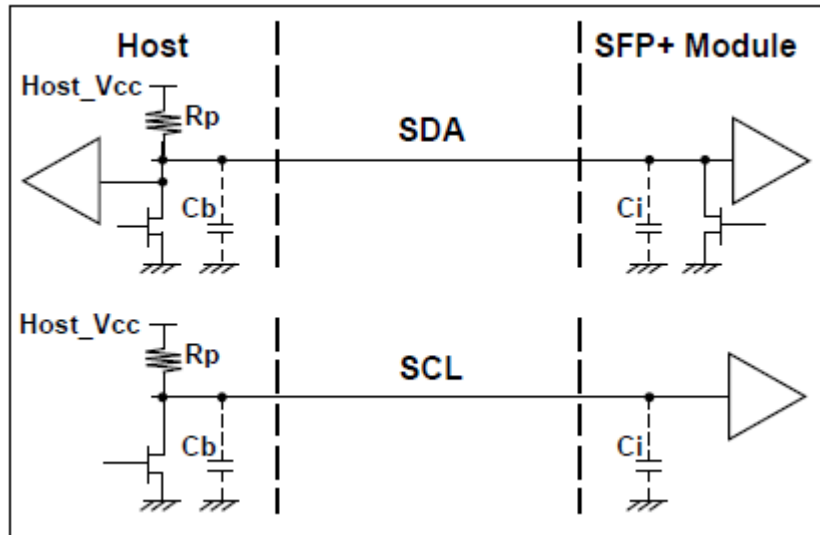 Host SFP+ Module
Host_Vcc
Rp
SDA
Cb Ci
Host_Vcc
Rp
SCL
Cb Ci